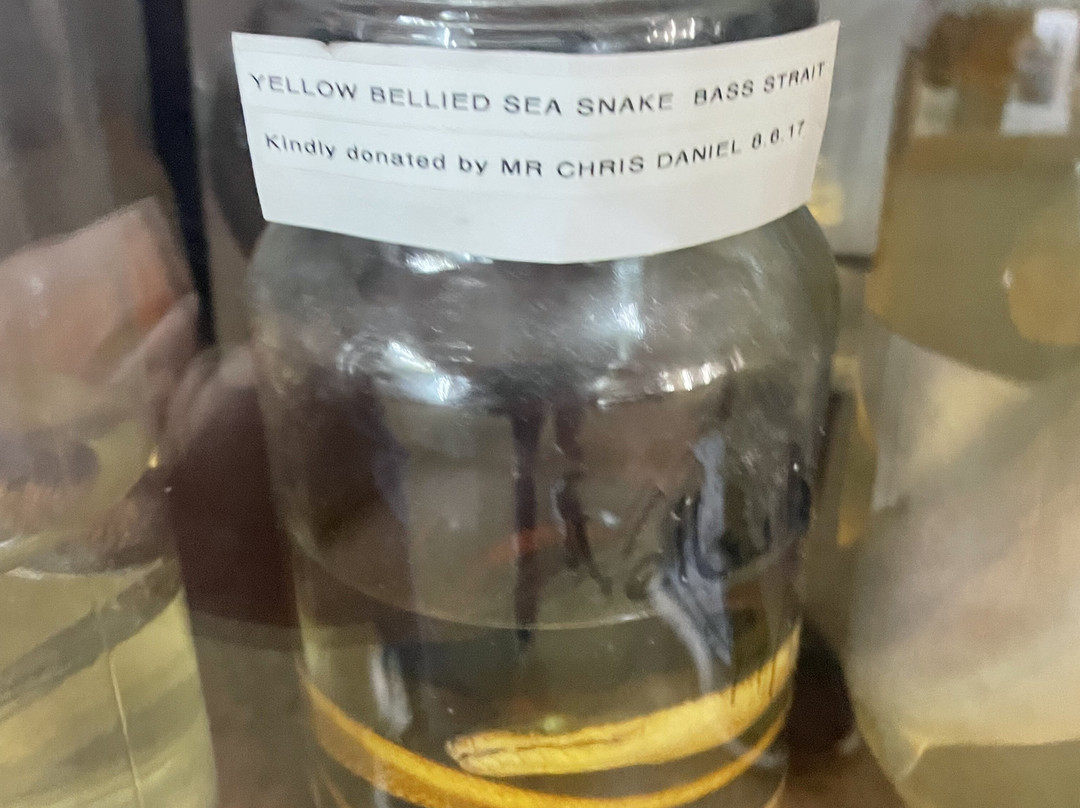 YELLOW BELLIED SEA SNAKE BASS STRAIT
Kindly donated by MR CHRIS DANIEL 8.6.17